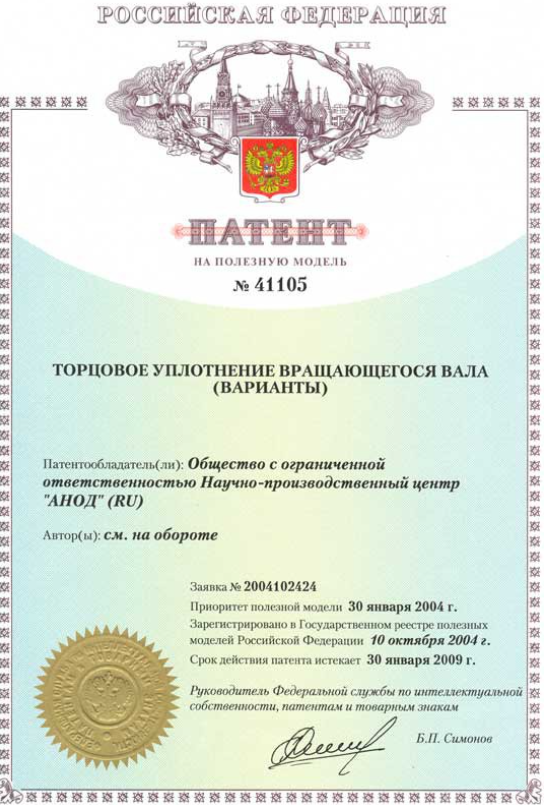 РОССИЙСКАЯ ФЕДЕРАЦИЯ
ПАТЕНТ
НА ПОЛЕЗНУЮ МОДЕЛЬ
№ 41105
ТОРЦОВОЕ УПЛОТНЕНИЕ ВРАЩАЮЩЕГОСЯ ВАЛА
(ВАРИАНТЫ)
Патентообладатель(ли): Общество с ограниченной
ответственностью Научно-производственный центр
"АНОД" (RU)
Автор(ы): см. на обороте
Заявка № 2004102424
Приоритет полезной модели 30 января 2004 г.
Зарегистрировано в Государственном реестре полезных
моделей Российской Федерации 10 октября 2004 г.
Срок действия патента истекает 30 января 2009 г.
Руководитель Федеральной службы по интеллектуальной
собственности, патентам и товарным знакам
Б.П. Симонов